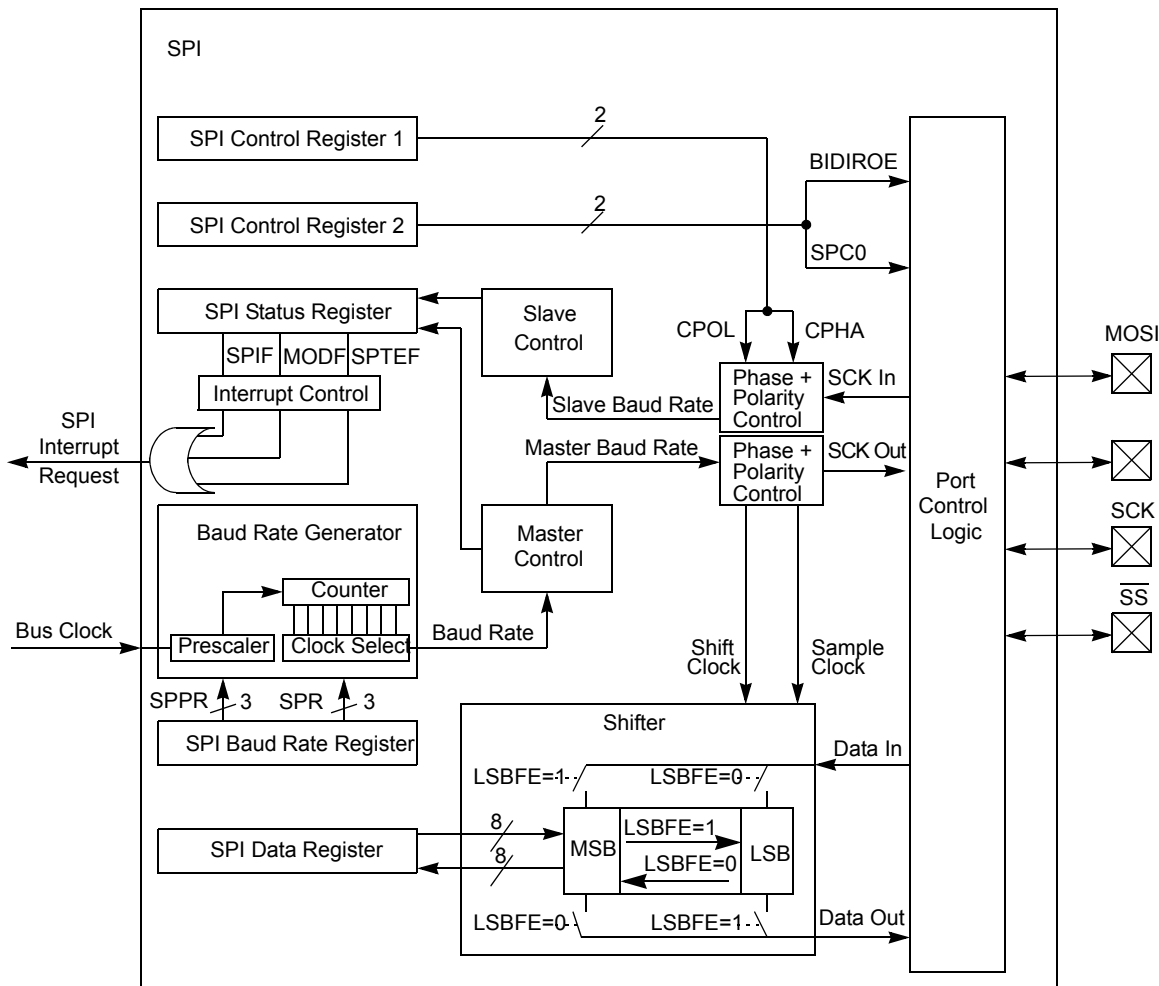 SPI
SPI Control Register 1
2
BIDIROE
SPI Control Register 2
2
SPC0
SPI Status Register
Slave
Control
CPOL
CPHA
MOSI
SPIF
MODF
SPTEF
Interrupt Control
Phase +
Polarity
Control
SCK In
Slave Baud Rate
SPI
Interrupt
Request
Master Baud Rate
Phase +
Polarity
Control
SCK Out
Port
Control
Logic
SCK
Baud Rate Generator
Master
Control
Counter
SS
Bus Clock
Prescaler
Clock Select
Baud Rate
Shift
Clock
Sample
Clock
SPPR
3
SPR
3
SPI Baud Rate Register
Shifter
Data In
LSBFE=1
LSBFE=0
SPI Data Register
8
8
MSB
LSBFE=1
LSBFE=0
LSB
LSBFE=0
LSBFE=1
Data Out